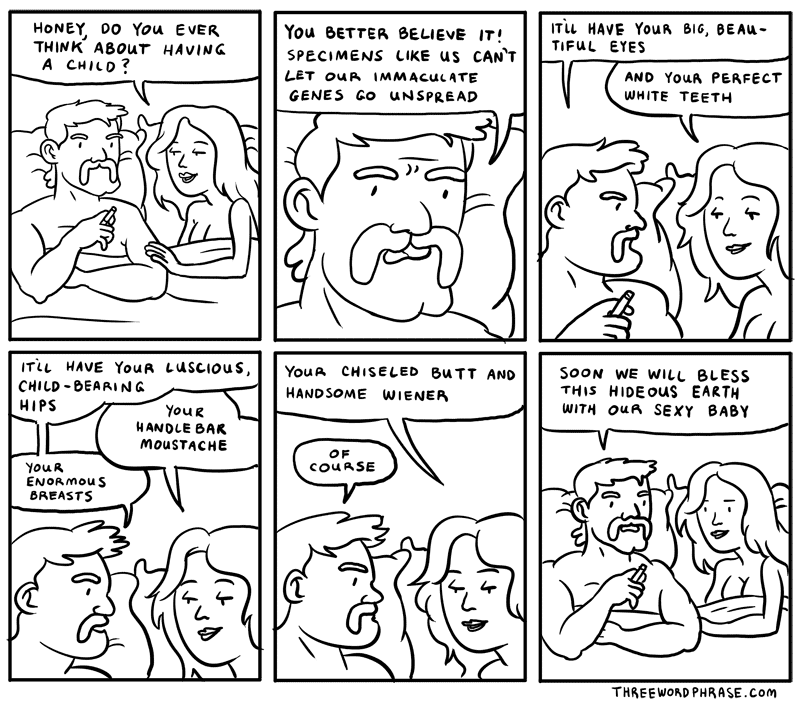 HONEY, DO YOU EVER
THINK ABOUT HAVING
A CHILD?
YOU BETTER BELIEVE IT!
SPECIMENS LIKE US CAN'T
LET OUR IMMACULATE
GENES GO UNSPREAD
IT'LL HAVE YOUR BIG, BEAU-
TIFUL EYES
AND YOUR PERFECT
WHITE TEETH
IT'LL HAVE YOUR LUSCIOUS,
CHILD-BEARING
HIPS
YOUR
HANDLEBAR
MOUSTACHE
YOUR
ENORMOUS
BREASTS
YOUR CHISELED BUTT AND
HANDSOME WIENER
OF
COURSE
SOON WE WILL BLESS
THIS HIDEOUS EARTH
WITH OUR SEXY BABY
THREEWORDPHRASE.COM